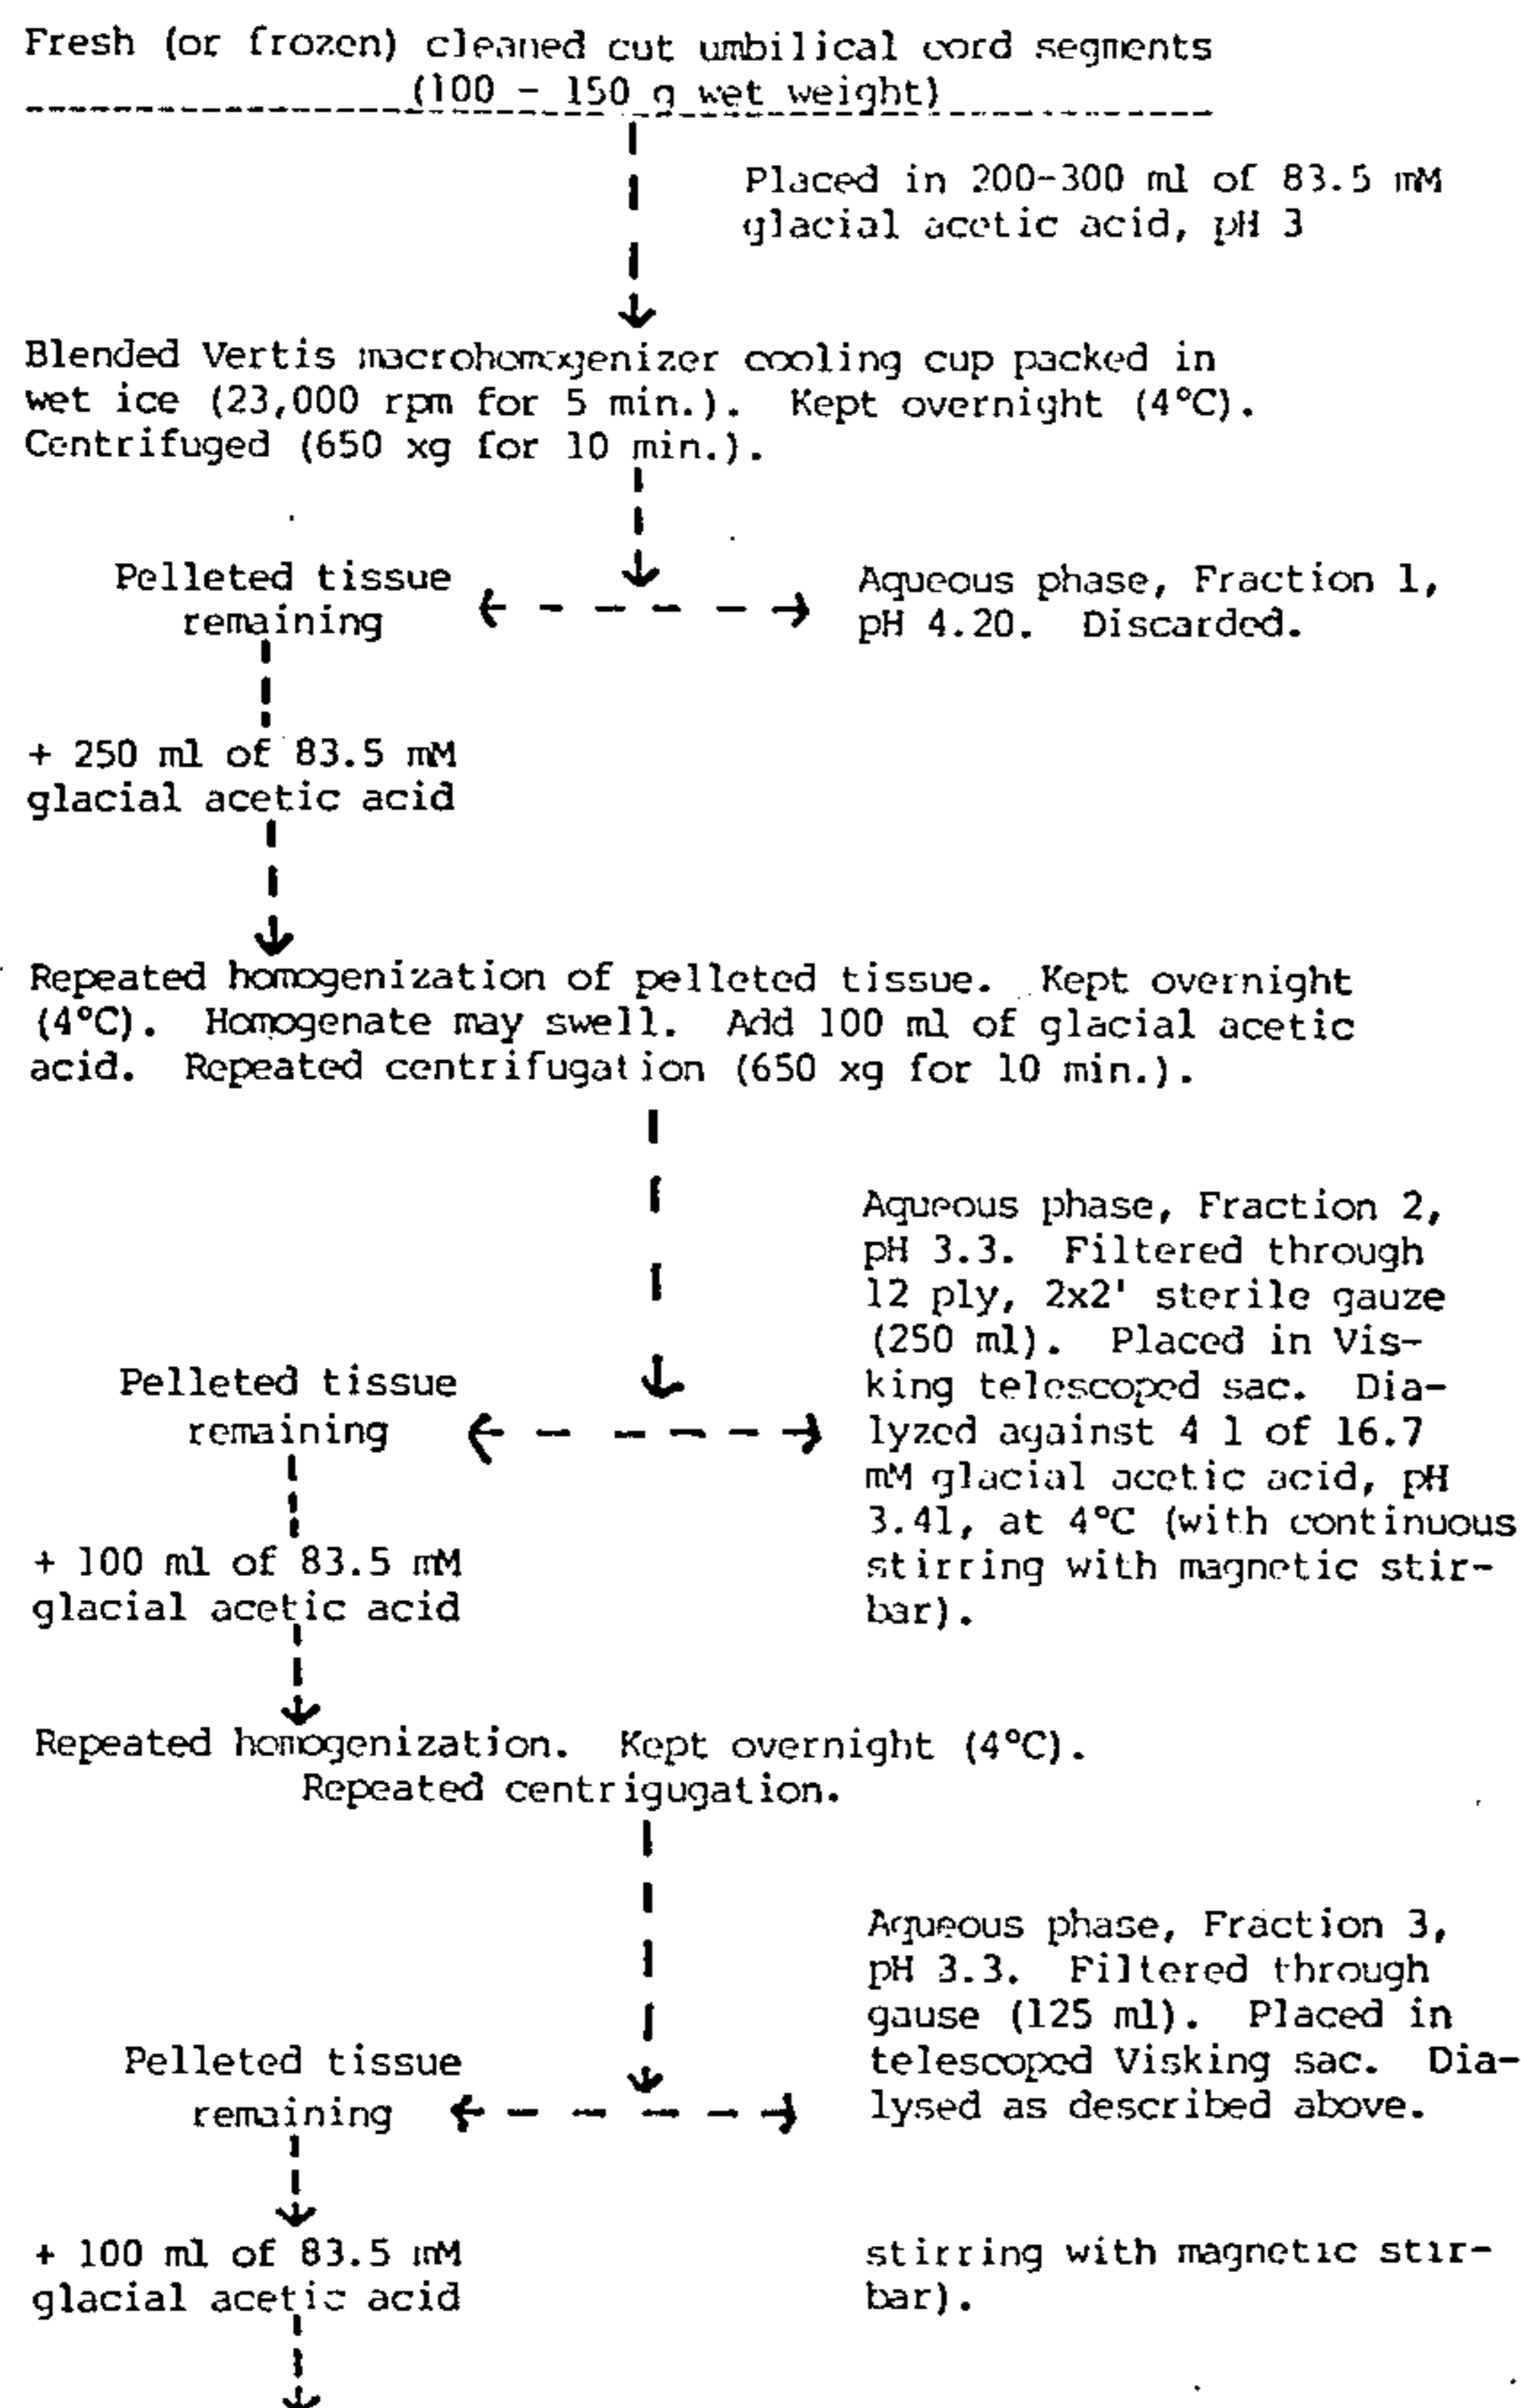 Fresh (or frozen) cleaned cut umbilical cord segments
(100 - 150 g wet weight)
Placed in 200-300 ml of 83.5 mM
glacial acetic acid, pH 3
Blended Vertis macrohomogenizer cooling cup packed in
wet ice (23,000 rpm for 5 min.). Kept overnight (4°C).
Centrifuged (650 xg for 10 min.).
Pelleted tissue
remaining
Aqueous phase, Fraction 1,
pH 4.20. Discarded.
+ 250 ml of 83.5 mM
glacial acetic acid
Repeated homogenization of pelleted tissue. Kept overnight
(4°C). Homogenate may swell. Add 100 ml of glacial acetic
acid. Repeated centrifugation (650 xg for 10 min.).
Aqueous phase, Fraction 2,
pH 3.3. Filtered through
12 ply, 2x2' sterile gauze
(250 ml). Placed in Vis-
king telescoped sac. Dia-
lyzed against 4 l of 16.7
mM glacial acetic acid, pH
3.41, at 4°C (with continuous
stirring with magnetic stir-
bar).
Pelleted tissue
remaining
+ 100 ml of 83.5 mM
glacial acetic acid
Repeated homogenization. Kept overnight (4°C).
Repeated centrigugation.
Aqueous phase, Fraction 3,
pH 3.3. Filtered through
gause (125 ml). Placed in
telescoped Visking sac. Dia-
lysed as described above.
Pelleted tissue
remaining
+ 100 ml of 83.5 mM
glacial acetic acid
stirring with magnetic stir-
bar).